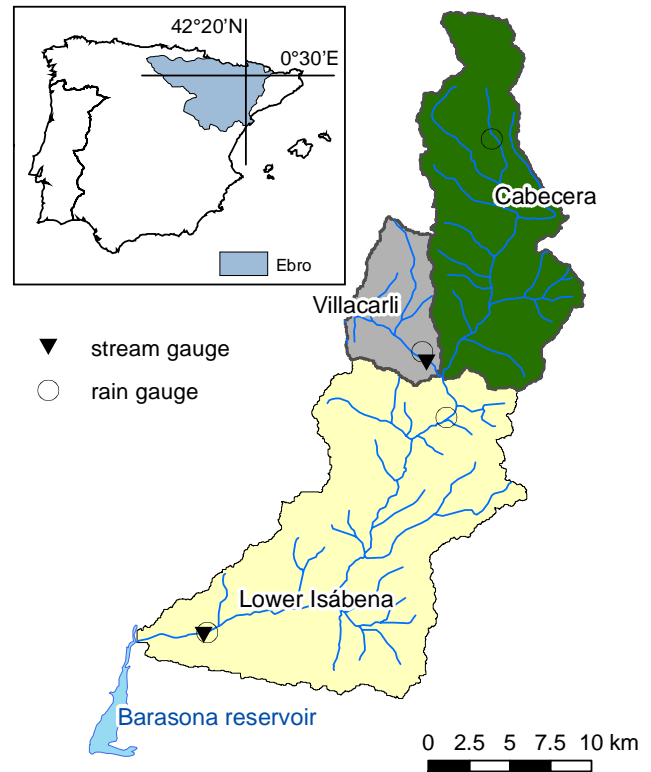 42°20'N
0°30'E
Ebro
Cabecera
Villacarli
stream gauge
rain gauge
Lower Isábena
Barasona reservoir
0 2.5 5 7.5 10 km